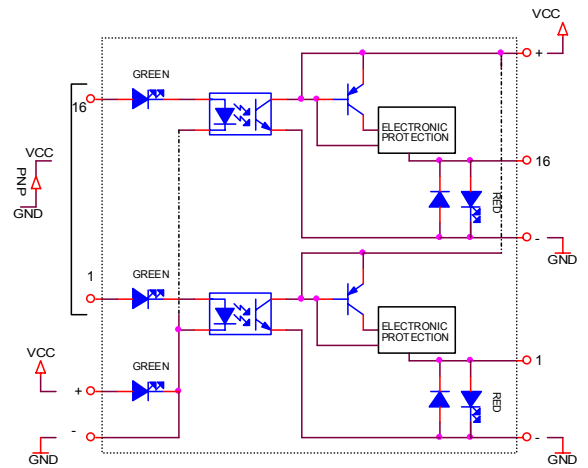 VCC
+
GREEN
16
ELECTRONIC
PROTECTION
VCC
PNP
GND
16
RED
-
GND
GREEN
1
ELECTRONIC
PROTECTION
GREEN
1
VCC
+
RED
-
-
GND
GND